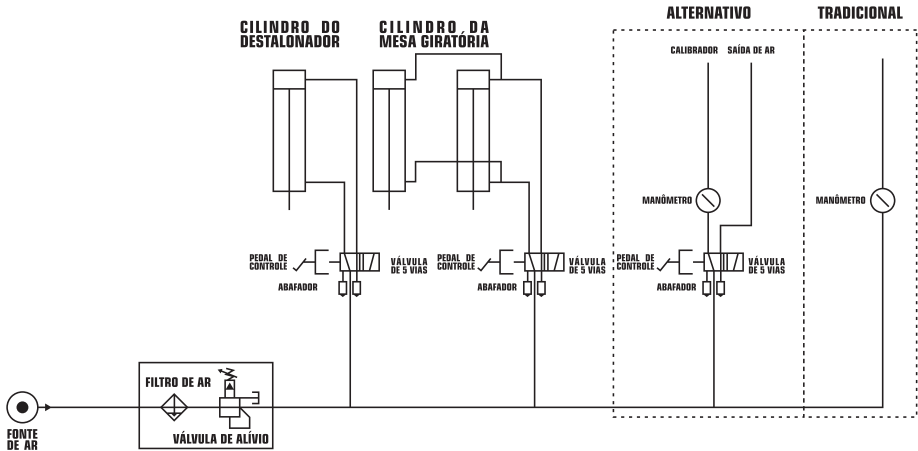 CILINDRO DO
DESTALONADOR
CILINDRO DA
MESA GIRATÓRIA
ALTERNATIVO
TRADICIONAL
CALIBRADOR
SAÍDA DE AR
MANÔMETRO
MANÔMETRO
PEDAL DE
CONTROLE
VÁLVULA
DE 5 VIAS
ABAFADOR
PEDAL DE
CONTROLE
VÁLVULA
DE 5 VIAS
ABAFADOR
PEDAL DE
CONTROLE
VÁLVULA
DE 5 VIAS
ABAFADOR
FILTRO DE AR
VÁLVULA DE ALÍVIO
FONTE
DE AR